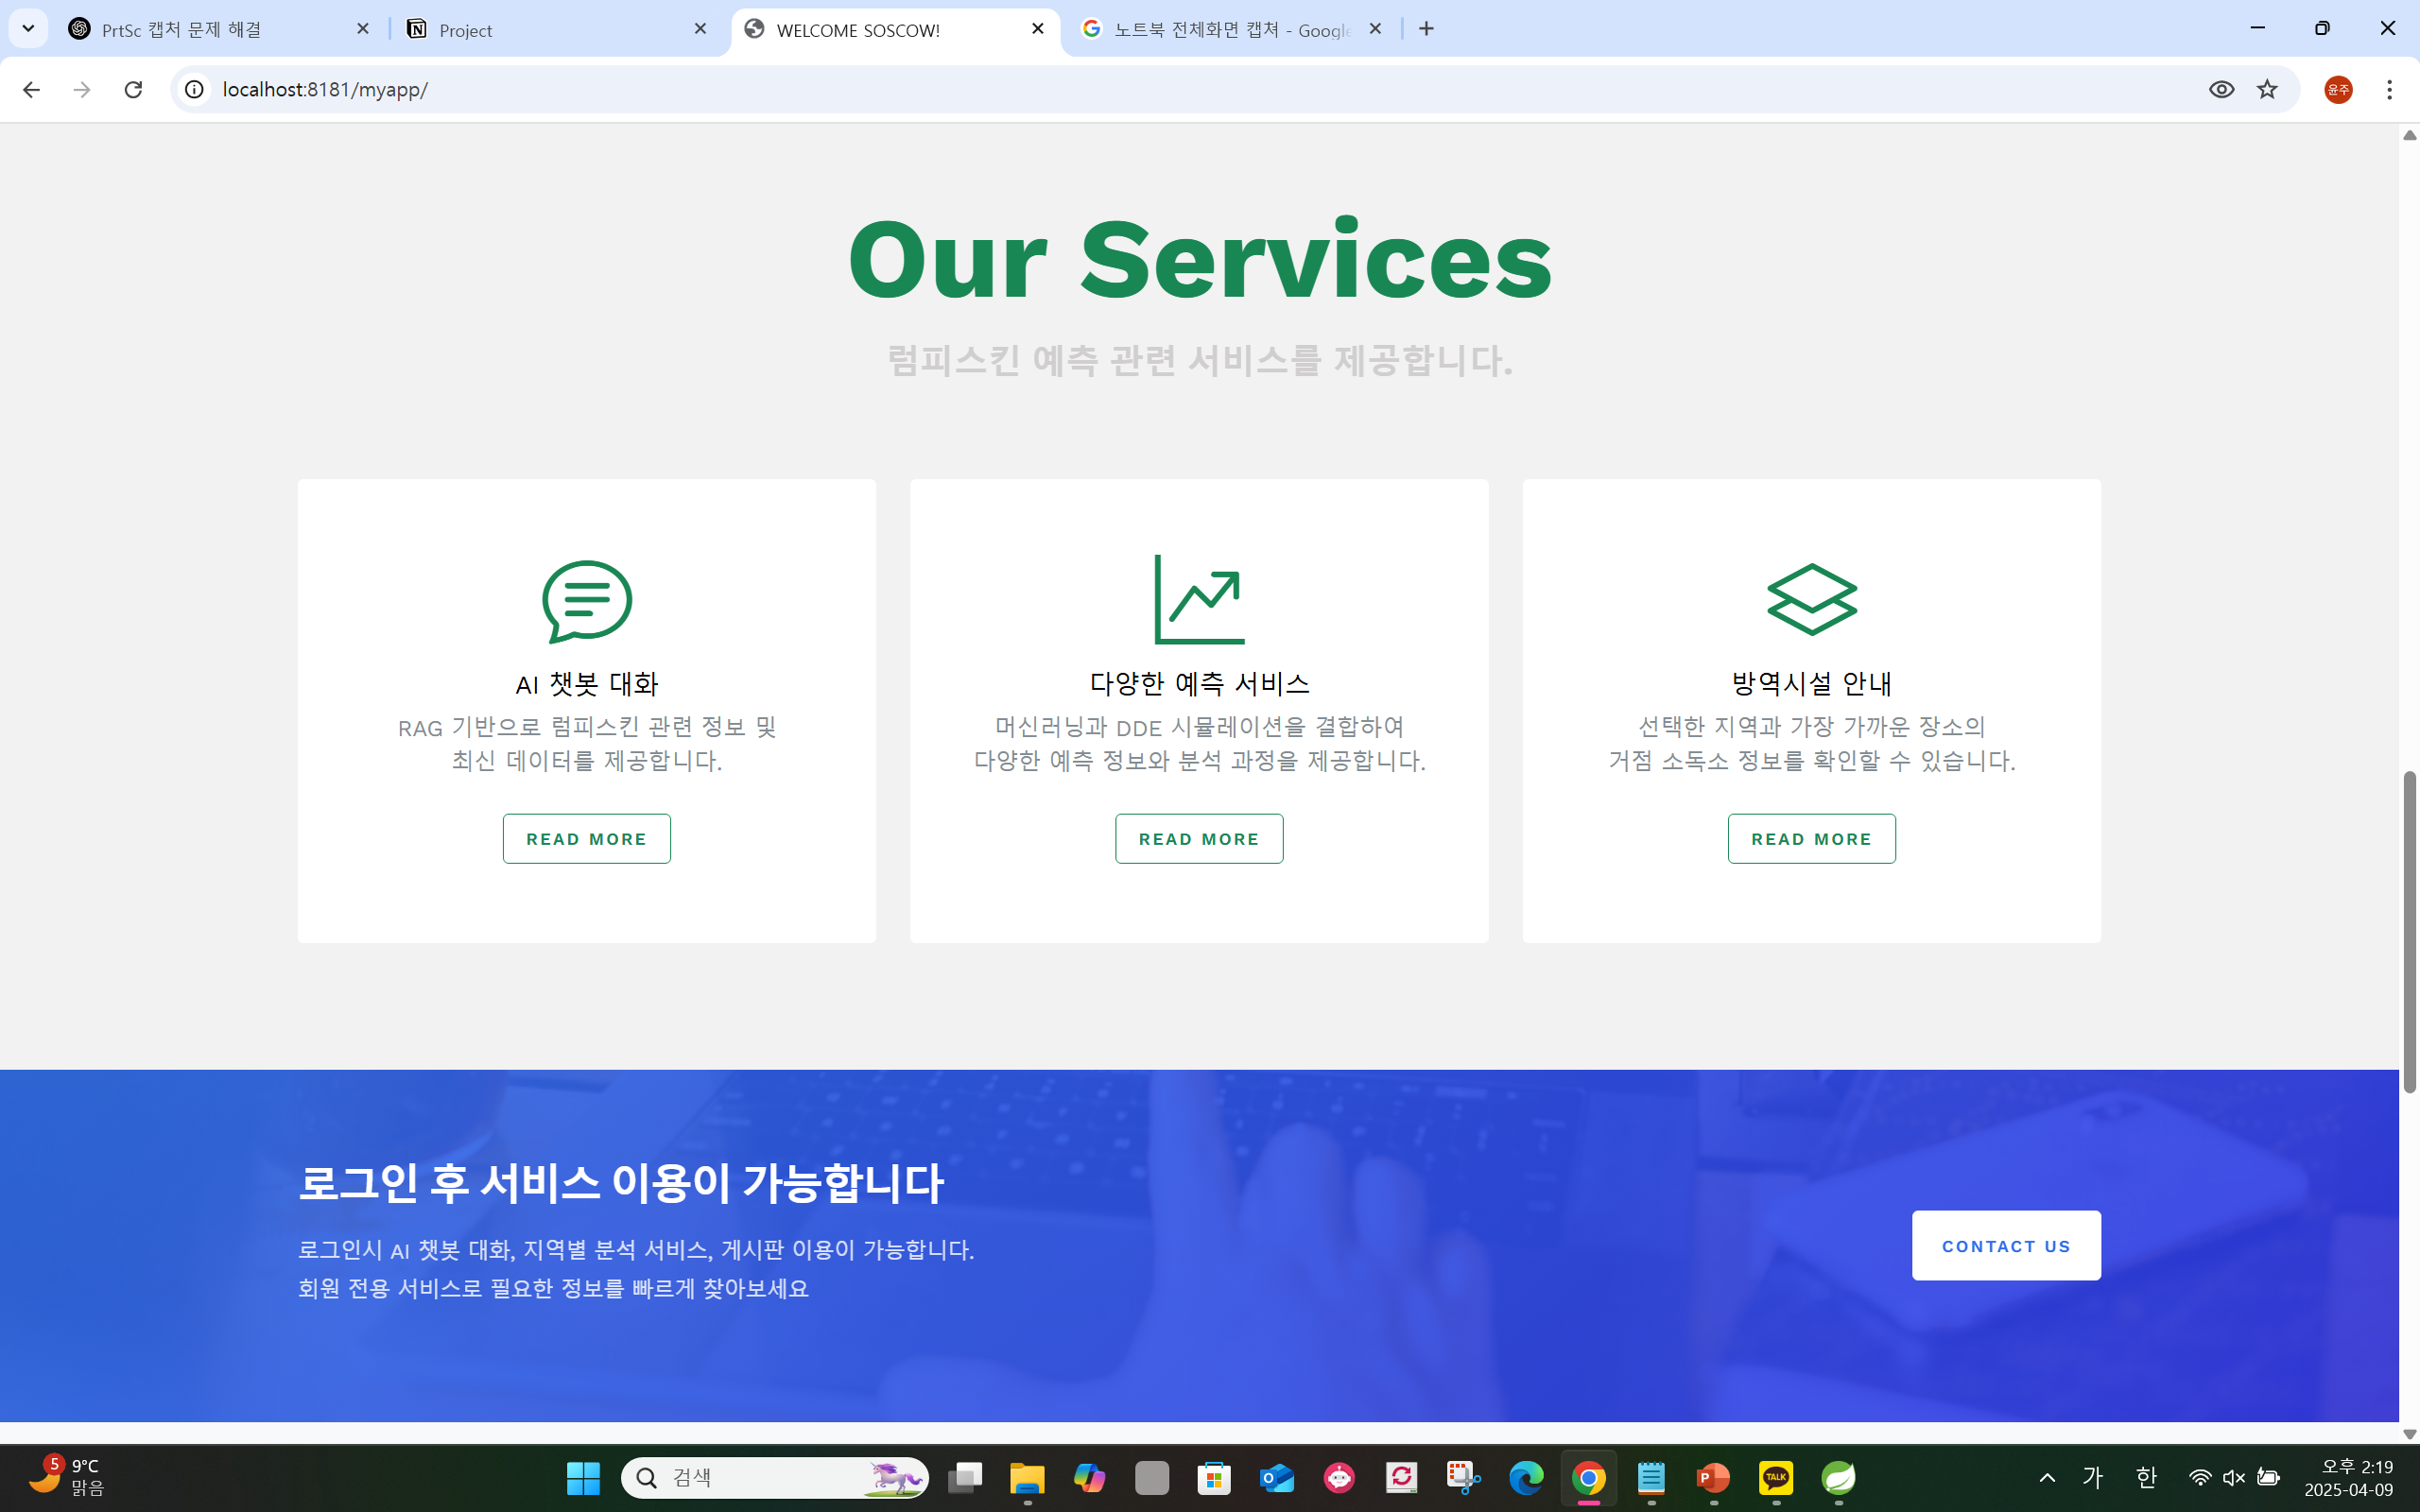 PrtSc 캡처 문제 해결
Project
WELCOME SOSCOW!
노트북 전체화면 캡쳐 - Google
localhost:8181/myapp/
윤주
Our Services
럼피스킨 예측 관련 서비스를 제공합니다.
AI 챗봇 대화
RAG 기반으로 럼피스킨 관련 정보 및
최신 데이터를 제공합니다.
READ MORE
다양한 예측 서비스
머신러닝과 DDE 시뮬레이션을 결합하여
다양한 예측 정보와 분석 과정을 제공합니다.
READ MORE
방역시설 안내
선택한 지역과 가장 가까운 장소의
거점 소독소 정보를 확인할 수 있습니다.
READ MORE
로그인 후 서비스 이용이 가능합니다
로그인시 AI 챗봇 대화, 지역별 분석 서비스, 게시판 이용이 가능합니다.
회원 전용 서비스로 필요한 정보를 빠르게 찾아보세요
CONTACT US
5
9°C
맑음
검색
TALK
가
한
오후 2:19
2025-04-09